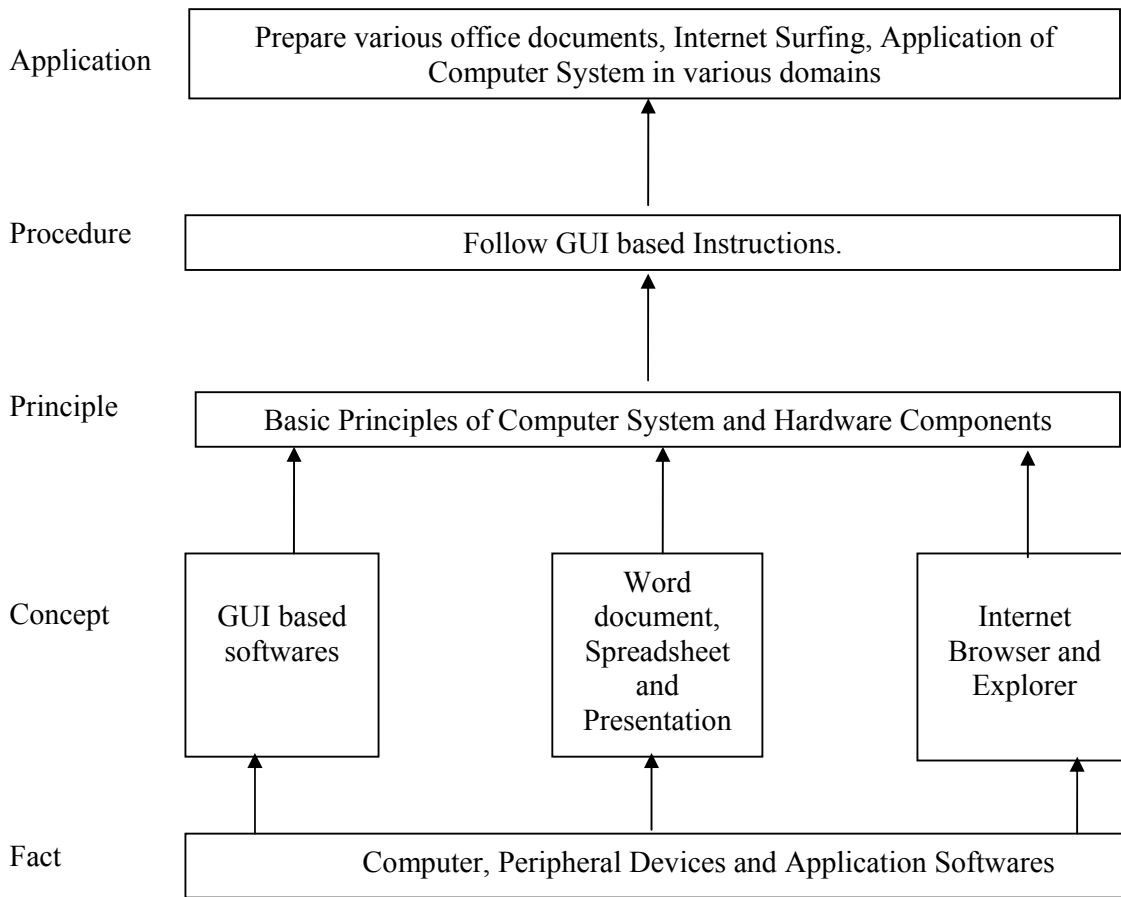 Application
Prepare various office documents, Internet Surfing, Application of
Computer System in various domains
Procedure
Follow GUI based Instructions.
Principle
Basic Principles of Computer System and Hardware Components
Concept
GUI based
softwares
Word
document,
Spreadsheet
and
Presentation
Internet
Browser and
Explorer
Fact
Computer, Peripheral Devices and Application Softwares